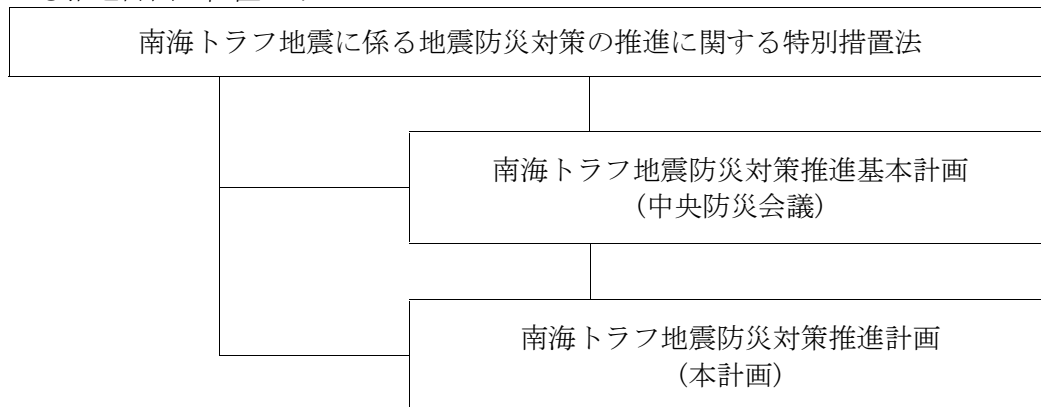 南海トラフ地震に係る地震防災対策の推進に関する特別措置法
南海トラフ地震防災対策推進基本計画
（中央防災会議）
南海トラフ地震防災対策推進計画
（本計画）